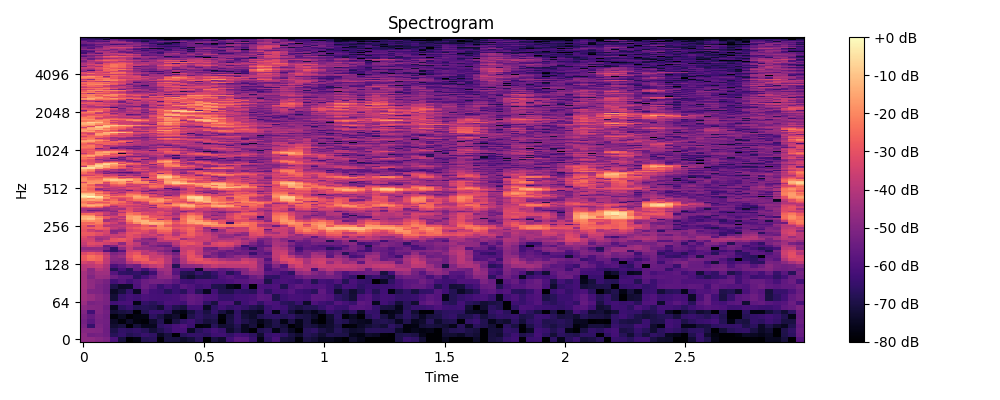 Spectrogram
+0 dB
4096
-10 dB
2048
-20 dB
1024
-30 dB
Hz
512
-40 dB
256
-50 dB
128
-60 dB
64
-70 dB
0
-80 dB
0 0.5 1 1.5 2 2.5
Time